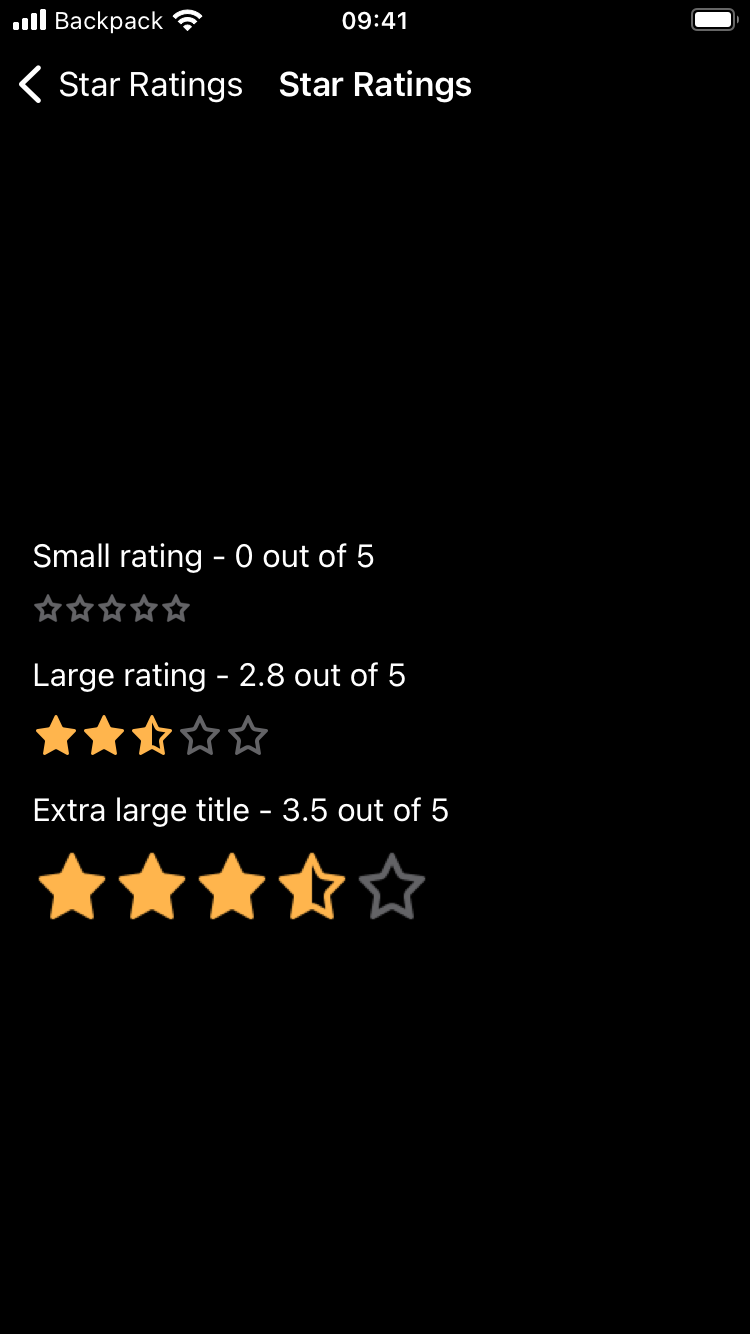 Backpack 09:41
Star Ratings Star Ratings
Small rating - 0 out of 5
Large rating - 2.8 out of 5
Extra large title - 3.5 out of 5